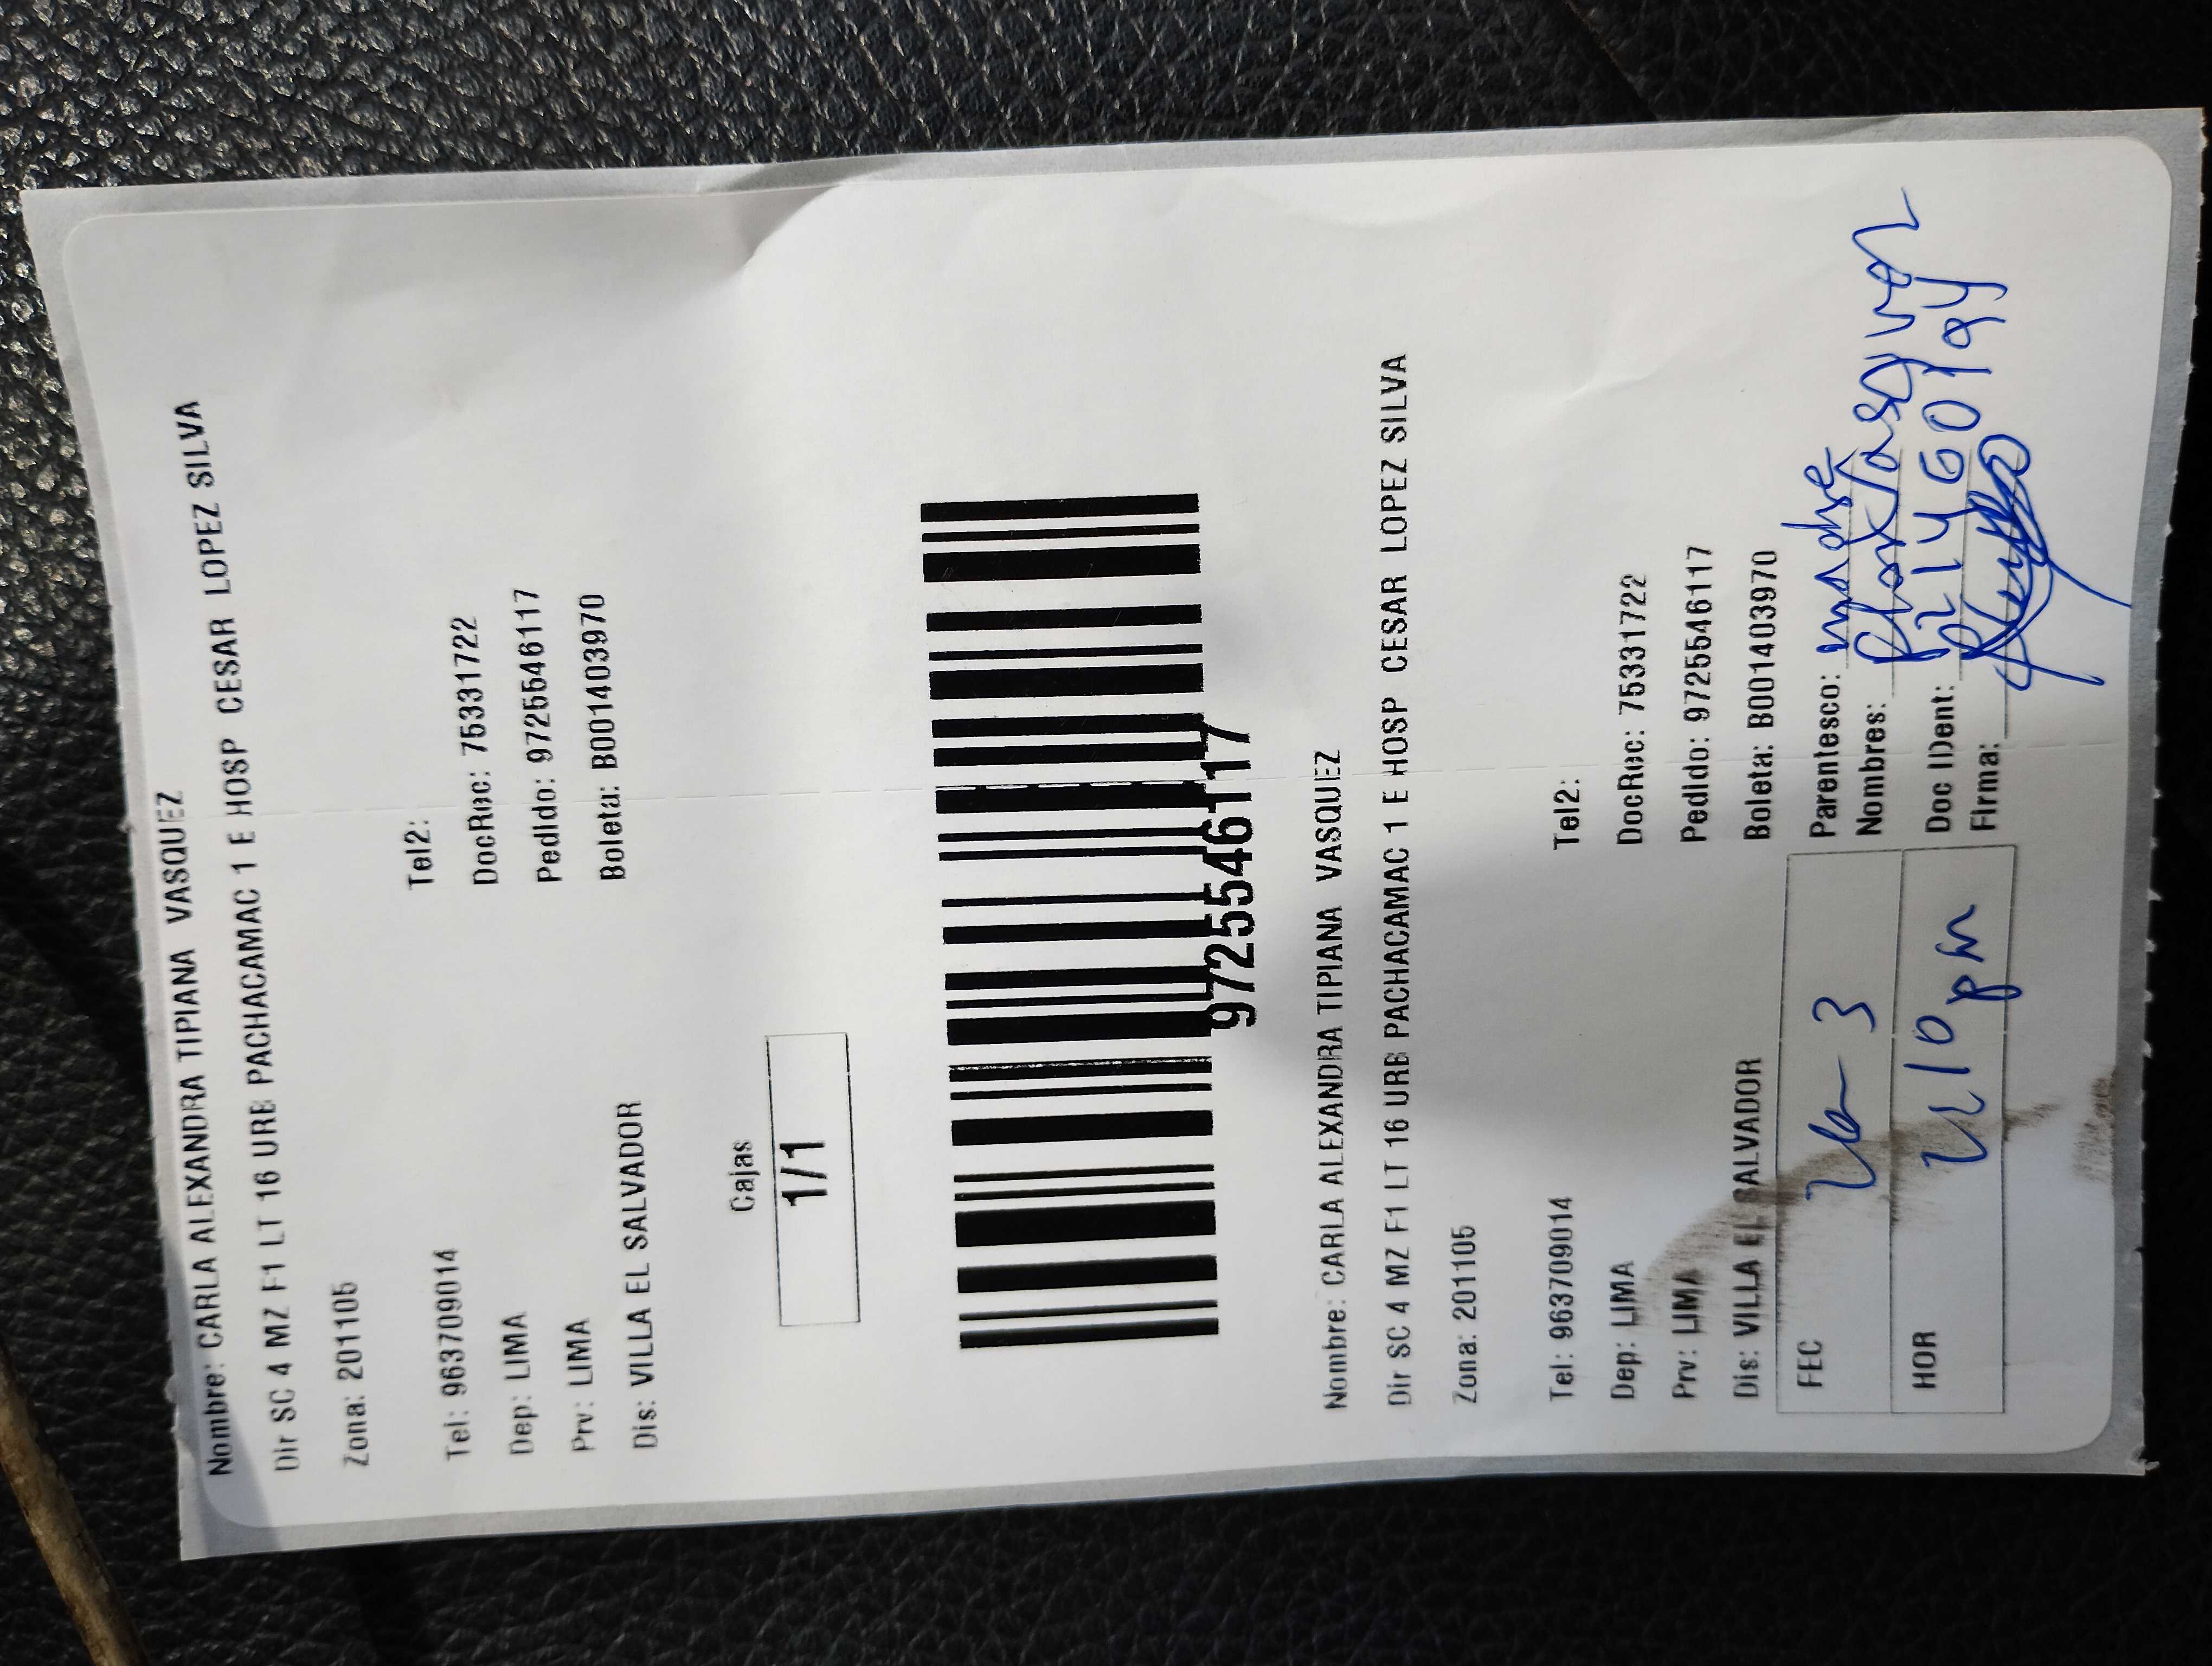 Nombre: CARLA ALEXANDRA TIPIANA VASQUEZ
Dir SC 4 MZ F1 LT 16 URB PACHACAMAC 1 E HOSP CESAR LOPEZ SILVA
Zona: 201105
Tel: 963709014 Tel2:
Dep: LIMA DocRec: 75331722
Prv: LIMA Pedido: 9725546117
Dis: VILLA EL SALVADOR Boleta: B001403970
Cajas
1/1
9725546117
Nombre: CARLA ALEXANDRA TIPIANA VASQUEZ
Dir SC 4 MZ F1 LT 16 URB PACHACAMAC 1 E HOSP CESAR LOPEZ SILVA
Zona: 201105
Tel: 963709014 Tel2:
Dep: LIMA DocRec: 75331722
Prv: LIMA Pedido: 9725546117
Dis: VILLA EL SALVADOR Boleta: B001403970
FEC Parentesco: madre
Nombres:
HOR Doc IDent:
Firma: